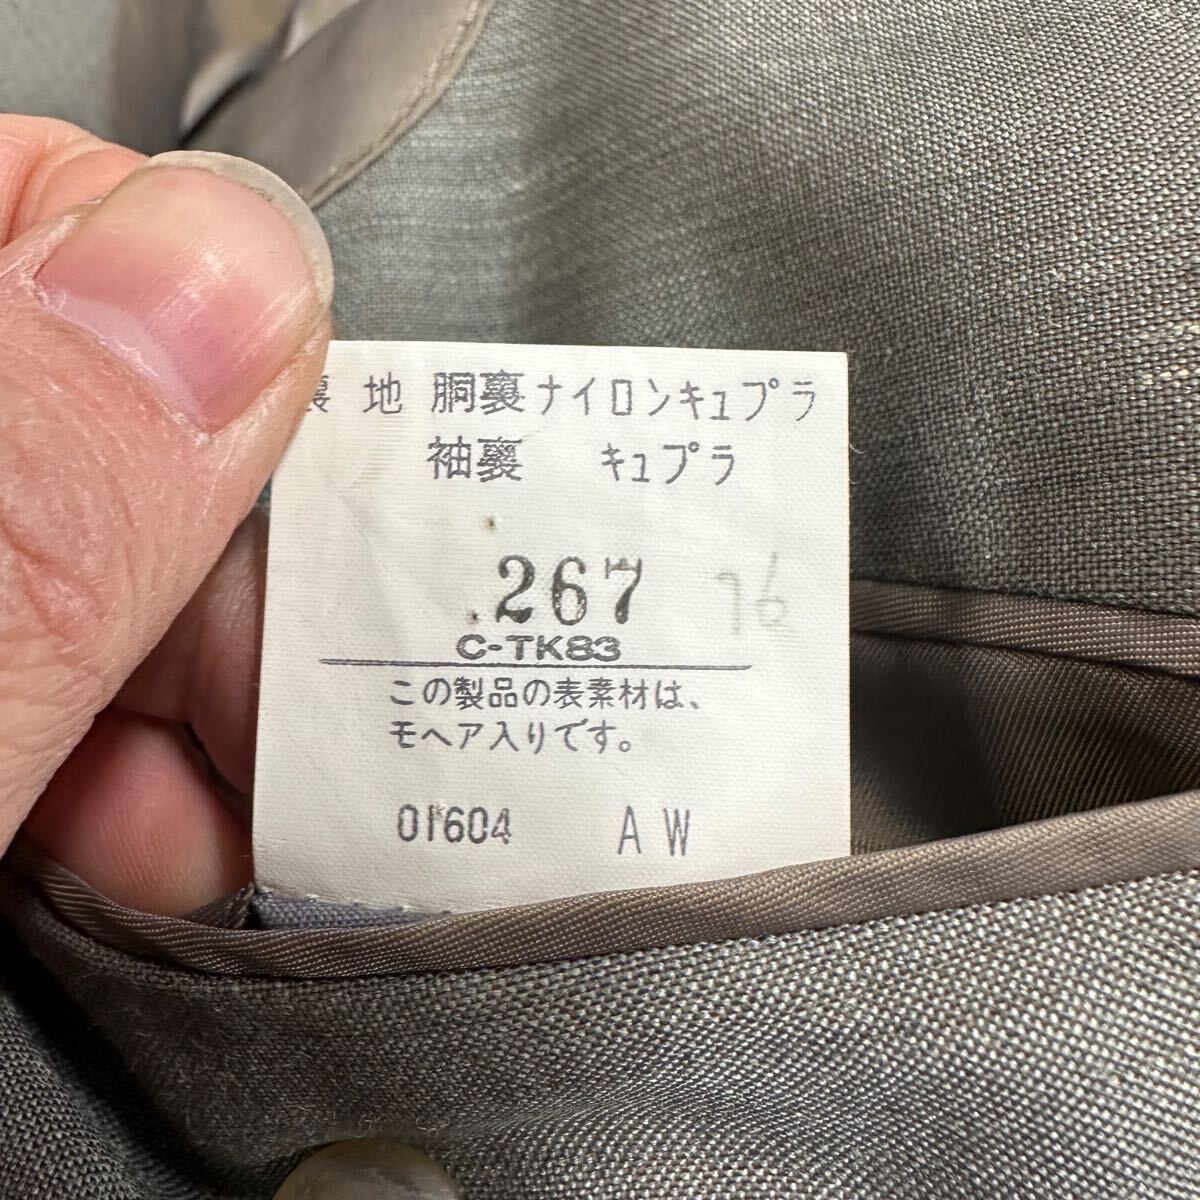 裏 地 胴裏ナイロンキュプラ
袖裏 キュプラ
267 76
C-TK83
この製品の表素材は、
モヘア入りです。
01604 AW